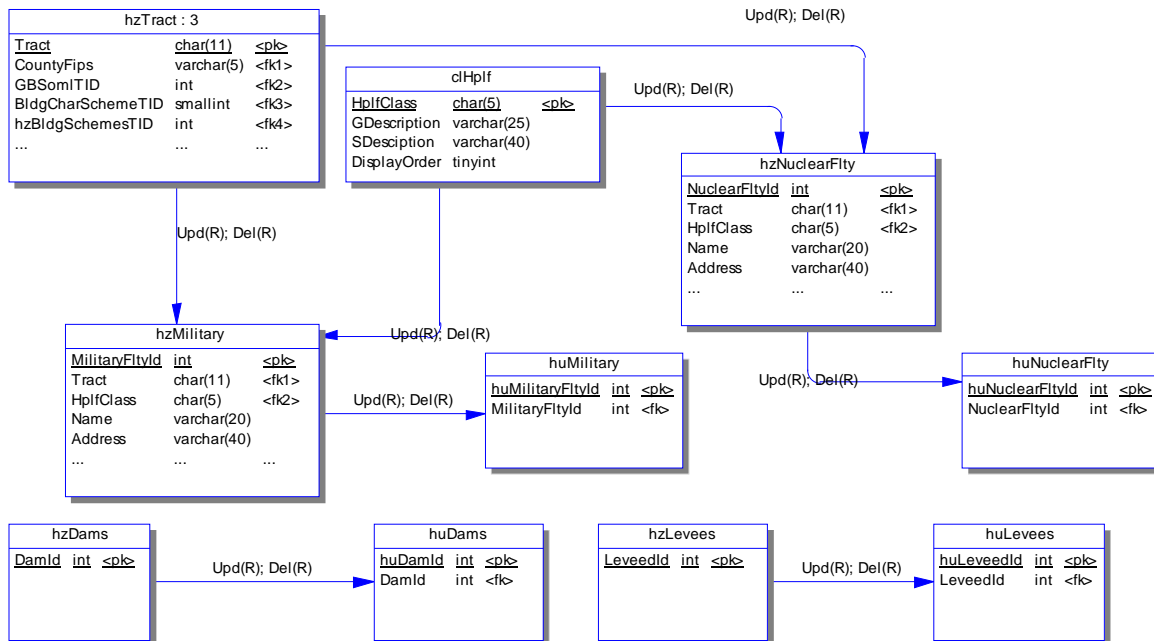 hzTract : 3
Tract char(11) <pk>
CountyFips varchar(5) <fk1>
GBSomITID int <fk2>
BldgCharSchemeTID smallint <fk3>
hzBldgSchemesTID int <fk4>
... ... ...
Upd(R); Del(R)
clHplf
HplfClass char(5) <pk>
GDescription varchar(25)
SDesciption varchar(40)
DisplayOrder tinyint
Upd(R); Del(R)
hzNuclearFlty
NuclearFltyId int <pk>
Tract char(11) <fk1>
HplfClass char(5) <fk2>
Name varchar(20)
Address varchar(40)
... ... ...
Upd(R); Del(R)
hzMilitary
MilitaryFltyId int <pk>
Tract char(11) <fk1>
HplfClass char(5) <fk2>
Name varchar(20)
Address varchar(40)
... ... ...
Upd(R); Del(R)
huMilitary
huMilitaryFltyId int <pk>
MilitaryFltyId int <fk>
Upd(R); Del(R)
Upd(R); Del(R)
huNuclearFlty
huNuclearFltyId int <pk>
NuclearFltyId int <fk>
hzDams
DamId int <pk>
Upd(R); Del(R)
huDams
huDamId int <pk>
DamId int <fk>
hzLevees
LeveedId int <pk>
Upd(R); Del(R)
huLevees
huLeveedId int <pk>
LeveedId int <fk>